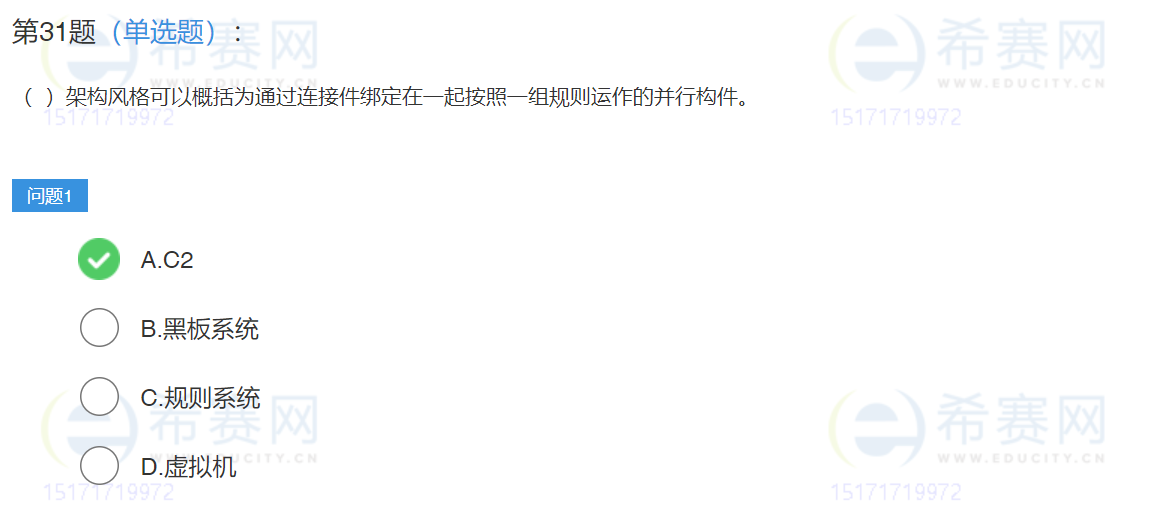 第31题（单选题）：
希赛网
WWW.EDUCITY.CN
15171719972
希赛网
WWW.EDUCITY.CN
15171719972
（ ）架构风格可以概括为通过连接件绑定在一起按照一组规则运作的并行构件。
问题1
A.C2
B.黑板系统
C.规则系统
希赛网
WWW.EDUCITY.CN
15171719972
希赛网
WWW.EDUCITY.CN
15171719972
D.虚拟机